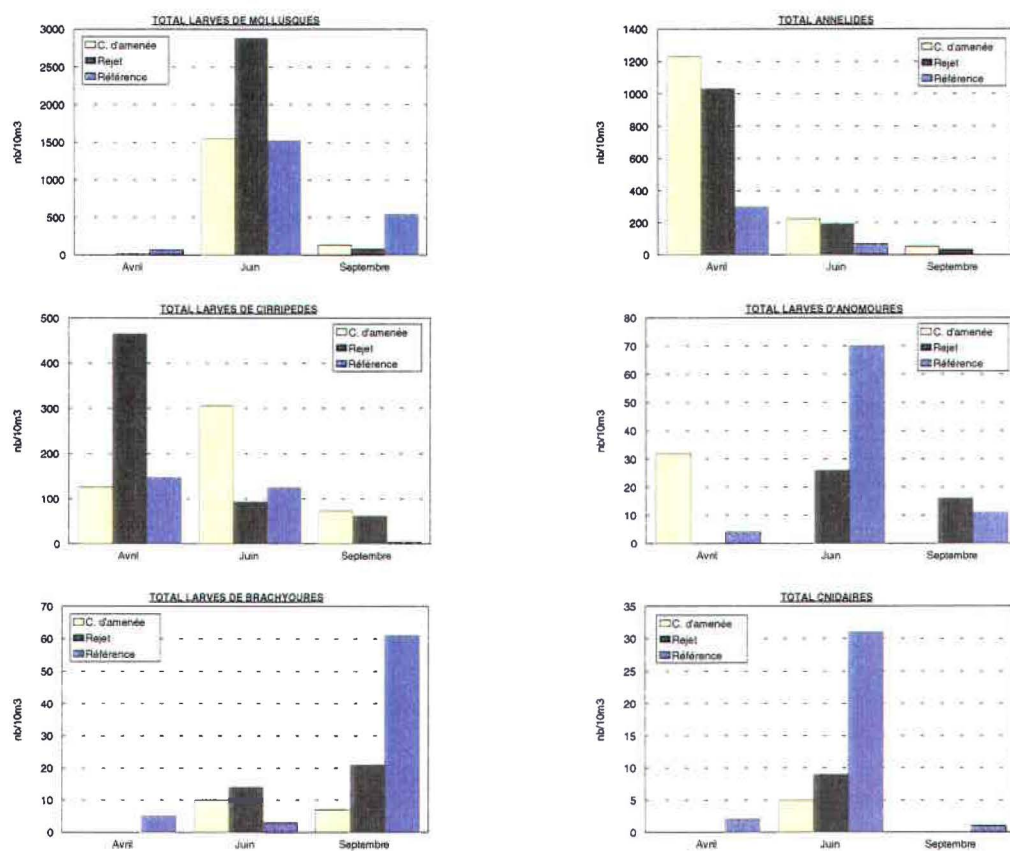 TOTAL LARVES DE MOLLUSQUES
3000
2500
2000
1500
1000
500
0
nb/10m3
C. d'amenée
Rejet
Référence
Avril
Juin
Septembre
TOTAL ANNELIDES
1400
1200
1000
800
600
400
200
0
nb/10m3
C. d'amenée
Rejet
Référence
Avril
Juin
Septembre
TOTAL LARVES DE CIRRIPEDES
500
400
300
200
100
0
nb/10m3
C. d'amenée
Rejet
Référence
Avril
Juin
Septembre
TOTAL LARVES D'ANOMOURES
80
70
60
50
40
30
20
10
0
nb/10m3
C. d'amenée
Rejet
Référence
Avril
Juin
Septembre
TOTAL LARVES DE BRACHYOURES
70
60
50
40
30
20
10
0
nb/10m3
C. d'amenée
Rejet
Référence
Avril
Juin
Septembre
TOTAL CNIDAIRES
35
30
25
20
15
10
5
0
nb/10m3
C. d'amenée
Rejet
Référence
Avril
Juin
Septembre